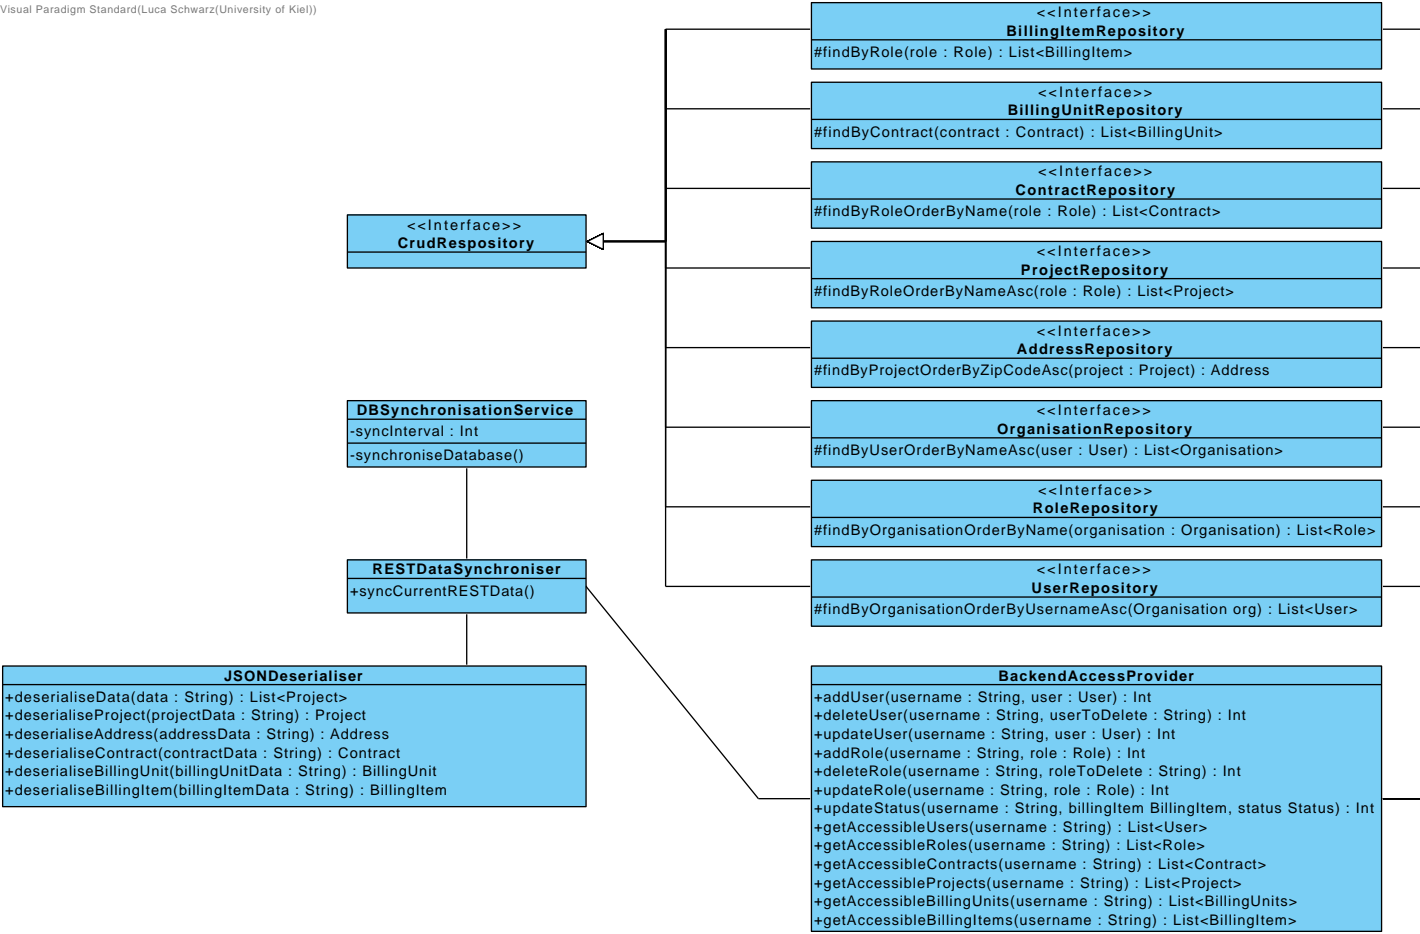 Visual Paradigm Standard(Luca Schwarz(University of Kiel))
<<Interface>>
BillingItemRepository
#findByRole(role : Role) : List<BillingItem>
<<Interface>>
BillingUnitRepository
#findByContract(contract : Contract) : List<BillingUnit>
<<Interface>>
ContractRepository
#findByRoleOrderByName(role : Role) : List<Contract>
<<Interface>>
CrudRespository
<<Interface>>
ProjectRepository
#findByRoleOrderByNameAsc(role : Role) : List<Project>
<<Interface>>
AddressRepository
#findByProjectOrderByZipCodeAsc(project : Project) : Address
DBSynchronisationService
-syncInterval : Int
-synchroniseDatabase()
<<Interface>>
OrganisationRepository
#findByUserOrderByNameAsc(user : User) : List<Organisation>
<<Interface>>
RoleRepository
#findByOrganisationOrderByName(organisation : Organisation) : List<Role>
RESTDataSynchroniser
+syncCurrentRESTData()
<<Interface>>
UserRepository
#findByOrganisationOrderByUsernameAsc(Organisation org) : List<User>
JSONDeserialiser
+deserialiseData(data : String) : List<Project>
+deserialiseProject(projectData : String) : Project
+deserialiseAddress(addressData : String) : Address
+deserialiseContract(contractData : String) : Contract
+deserialiseBillingUnit(billingUnitData : String) : BillingUnit
+deserialiseBillingItem(billingItemData : String) : BillingItem
BackendAccessProvider
+addUser(username : String, user : User) : Int
+deleteUser(username : String, userToDelete : String) : Int
+updateUser(username : String, user : User) : Int
+addRole(username : String, role : Role) : Int
+deleteRole(username : String, roleToDelete : String) : Int
+updateRole(username : String, role : Role) : Int
+updateStatus(username : String, billingItem BillingItem, status Status) : Int
+getAccessibleUsers(username : String) : List<User>
+getAccessibleRoles(username : String) : List<Role>
+getAccessibleContracts(username : String) : List<Contract>
+getAccessibleProjects(username : String) : List<Project>
+getAccessibleBillingUnits(username : String) : List<BillingUnits>
+getAccessibleBillingItems(username : String) : List<BillingItem>